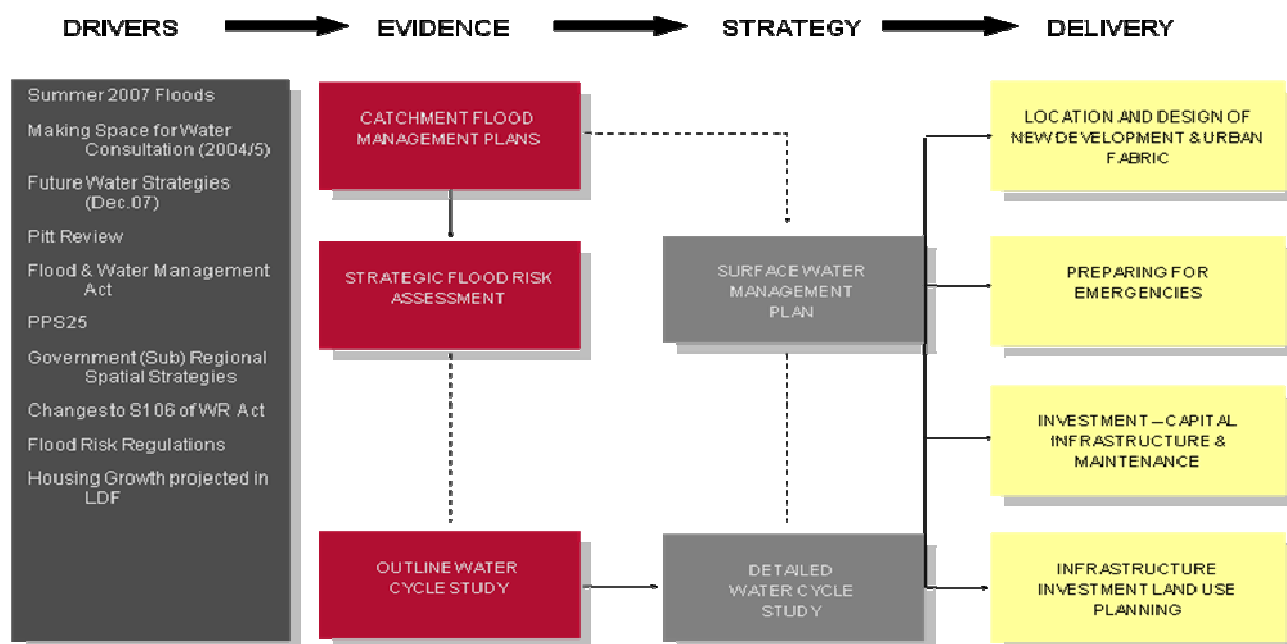 DRIVERS
EVIDENCE
STRATEGY
DELIVERY
Summer 2007 Floods
Making Space for Water
Consultation (2004/5)
Future Water Strategies
(Dec.07)
Pitt Review
Flood & Water Management
Act
PPS25
Government (Sub) Regional
Spatial Strategies
Changes to S106 of WR Act
Flood Risk Regulations
Housing Growth projected in
LDF
CATCHMENT FLOOD
MANAGEMENT PLANS
STRATEGIC FLOOD RISK
ASSESSMENT
OUTLINE WATER
CYCLE STUDY
SURFACE WATER
MANAGEMENT
PLAN
DETAILED
WATER CYCLE
STUDY
LOCATION AND DESIGN OF
NEW DEVELOPMENT & URBAN
FABRIC
PREPARING FOR
EMERGENCIES
INVESTMENT – CAPITAL
INFRASTRUCTURE &
MAINTENANCE
INFRASTRUCTURE
INVESTMENT LAND USE
PLANNING